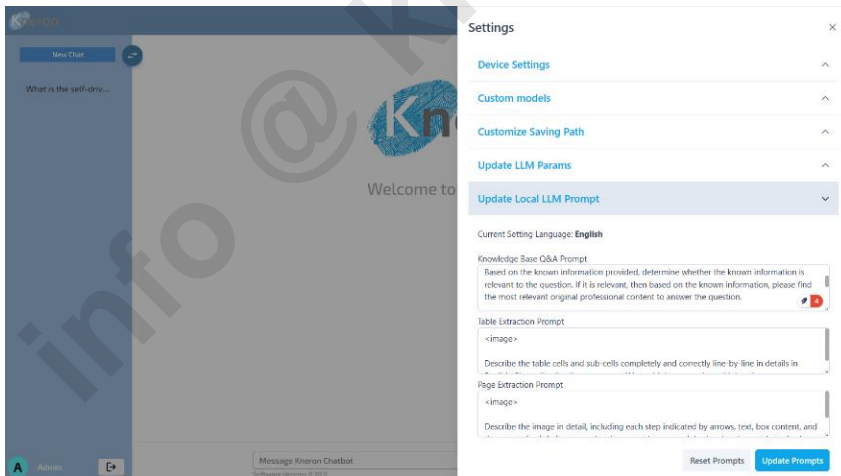 Kneron
New Chat
What is the self-driv...
Kn
Welcome to
Message Kneron Chatbot
A Admin
Settings
Device Settings
Custom models
Customize Saving Path
Update LLM Params
Update Local LLM Prompt
Current Setting Language: English
Knowledge Base Q&A Prompt
Based on the known information provided, determine whether the known information is
relevant to the question. If it is relevant, then based on the known information, please find
the most relevant original professional content to answer the question.
4
Table Extraction Prompt
<image>
Describe the table cells and sub-cells completely and correctly line-by-line in details in
Page Extraction Prompt
<image>
Describe the image in detail, including each step indicated by arrows, text, box content, and
Reset Prompts Update Prompts
info @ k